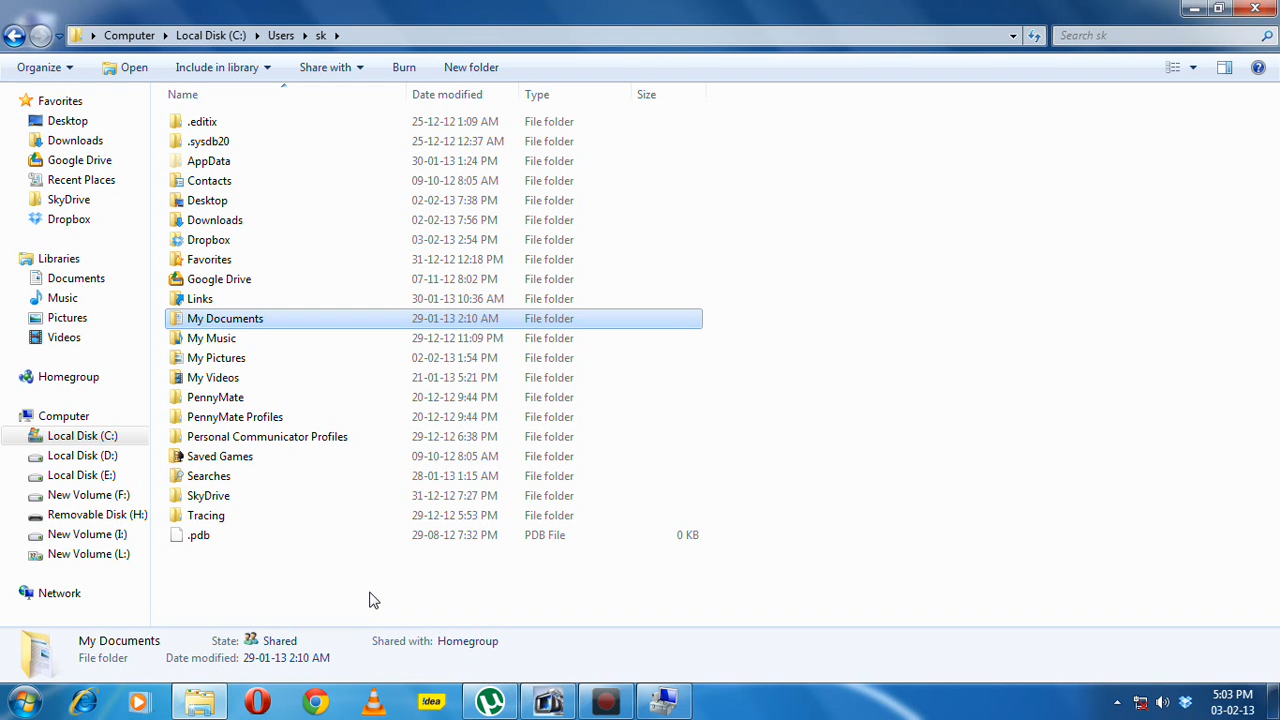 Computer Local Disk (C:) Users sk
Search sk
Organize Open Include in library Share with Burn New folder
Favorites
Desktop
Downloads
Google Drive
Recent Places
SkyDrive
Dropbox
Libraries
Documents
Music
Pictures
Videos
Homegroup
Computer
Local Disk (C:)
Local Disk (D:)
Local Disk (E:)
New Volume (F:)
Removable Disk (H:)
New Volume (I:)
New Volume (L:)
Network
Name Date modified Type Size
.editix 25-12-12 1:09 AM File folder
.sysdb20 25-12-12 12:37 AM File folder
AppData 30-01-13 1:24 PM File folder
Contacts 09-10-12 8:05 AM File folder
Desktop 02-02-13 7:38 PM File folder
Downloads 02-02-13 7:56 PM File folder
Dropbox 03-02-13 2:54 PM File folder
Favorites 31-12-12 12:18 PM File folder
Google Drive 07-11-12 8:02 PM File folder
Links 30-01-13 10:36 AM File folder
My Documents 29-01-13 2:10 AM File folder
My Music 29-12-12 11:09 PM File folder
My Pictures 02-02-13 1:54 PM File folder
My Videos 21-01-13 5:21 PM File folder
PennyMate 20-12-12 9:44 PM File folder
PennyMate Profiles 20-12-12 9:44 PM File folder
Personal Communicator Profiles 29-12-12 6:38 PM File folder
Saved Games 09-10-12 8:05 AM File folder
Searches 28-01-13 1:15 AM File folder
SkyDrive 31-12-12 7:27 PM File folder
Tracing 29-12-12 5:53 PM File folder
.pdb 29-08-12 7:32 PM PDB File 0 KB
My Documents State: Shared Shared with: Homegroup
File folder Date modified: 29-01-13 2:10 AM
!dea
5:03 PM
03-02-13